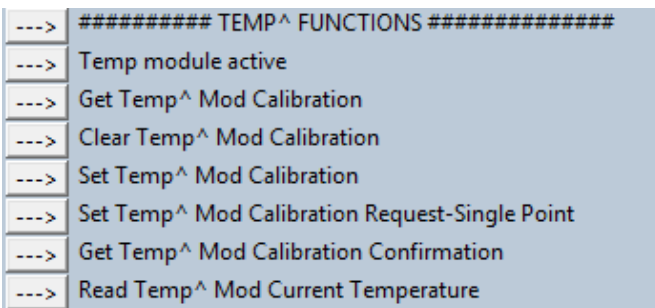 ---> ########## TEMP^ FUNCTIONS ##############
---> Temp module active
---> Get Temp^ Mod Calibration
---> Clear Temp^ Mod Calibration
---> Set Temp^ Mod Calibration
---> Set Temp^ Mod Calibration Request-Single Point
---> Get Temp^ Mod Calibration Confirmation
---> Read Temp^ Mod Current Temperature